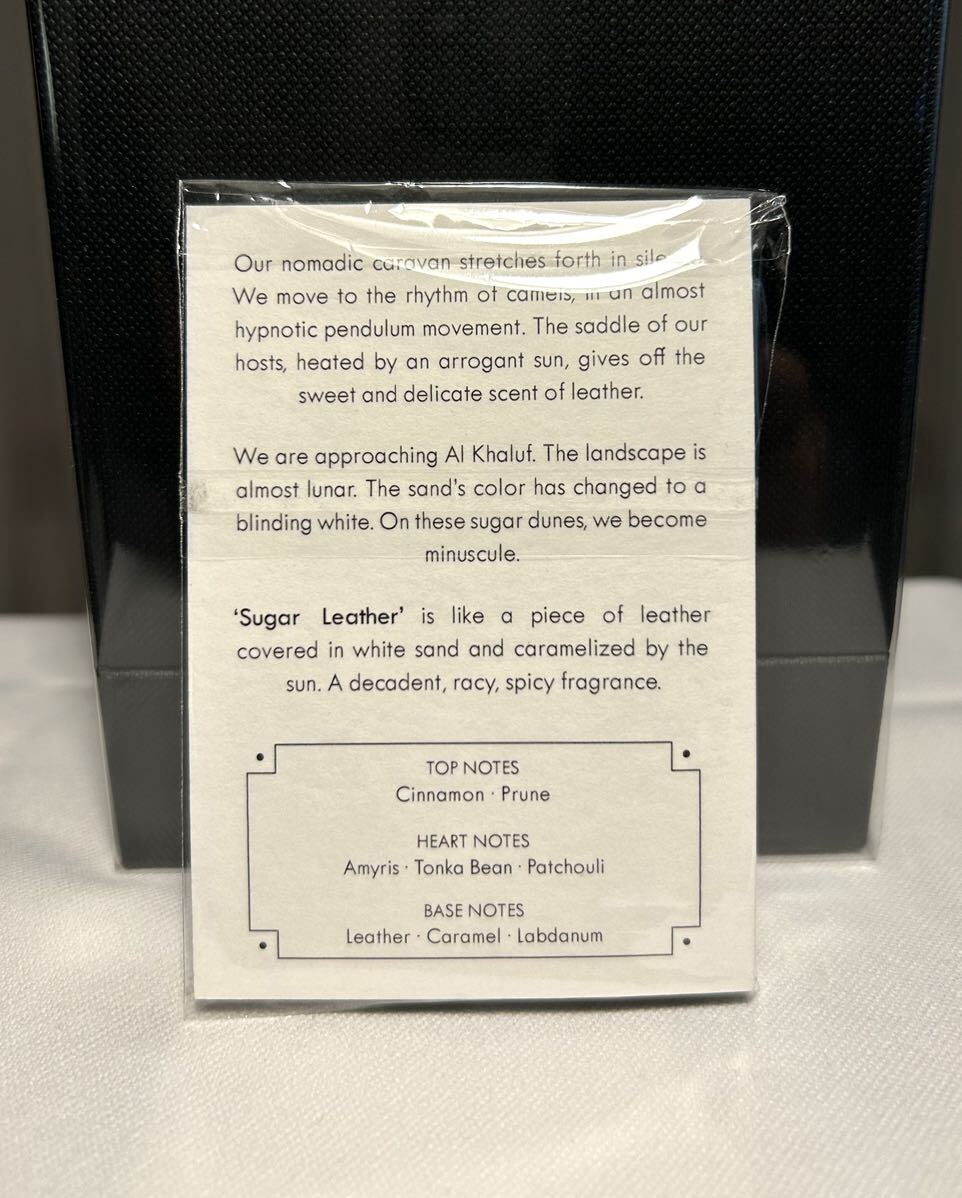 Our nomadic caravan stretches forth in
We move to the rhythm of camels, in an almost
hypnotic pendulum movement. The saddle of our
hosts, heated by an arrogant sun, gives off the
sweet and delicate scent of leather.
We are approaching Al Khaluf. The landscape is
almost lunar. The sand's color has changed to a
blinding white. On these sugar dunes, we become
minuscule.
‘Sugar Leather’ is like a piece of leather
covered in white sand and caramelized by the
sun. A decadent, racy, spicy fragrance.
TOP NOTES
Cinnamon · Prune
HEART NOTES
Amyris · Tonka Bean · Patchouli
BASE NOTES
Leather · Caramel · Labdanum